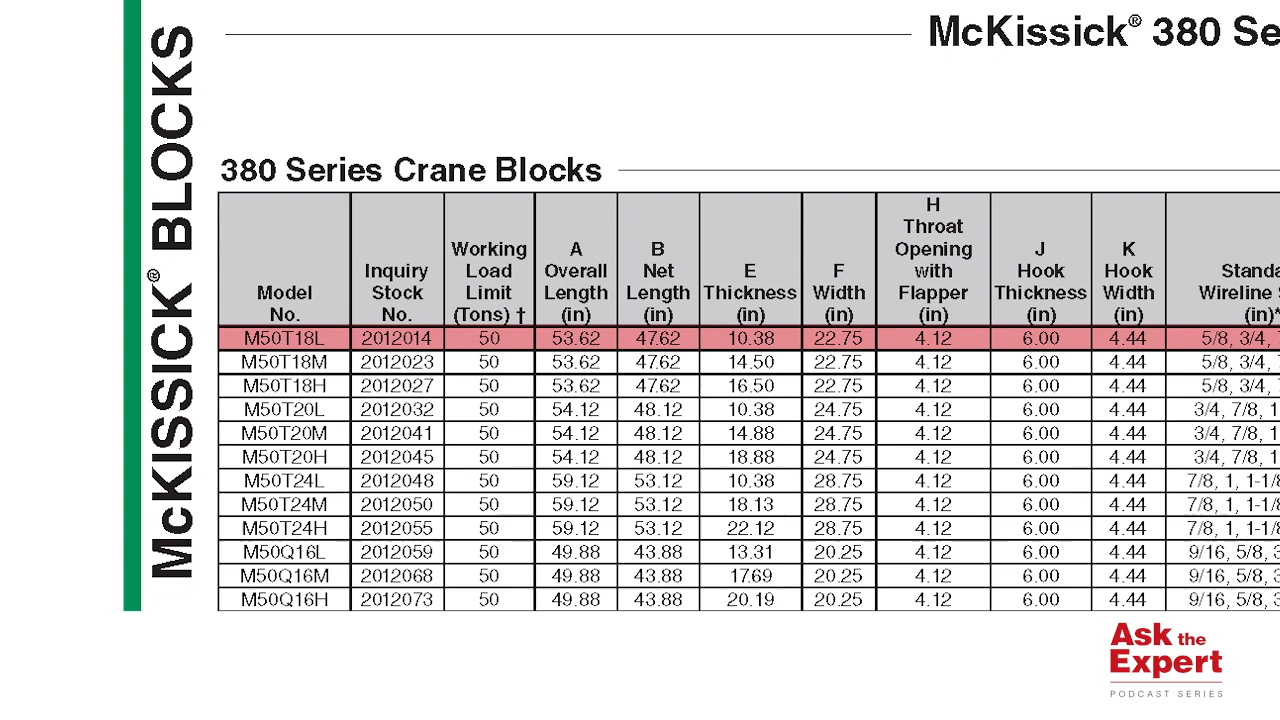 McKISSICK® BLOCKS
McKissick® 380 Se
380 Series Crane Blocks
Model No. Inquiry Stock No. Working Load Limit (Tons) † A Overall Length (in) B Net Length (in) E Thickness (in) F Width (in) H Throat Opening with Flapper (in) J Hook Thickness (in) K Hook Width (in) Standa Wireline (in)*
M50T18L 2012014 50 53.62 47.62 10.38 22.75 4.12 6.00 4.44 5/8, 3/4,
M50T18M 2012023 50 53.62 47.62 14.50 22.75 4.12 6.00 4.44 5/8, 3/4,
M50T18H 2012027 50 53.62 47.62 16.50 22.75 4.12 6.00 4.44 5/8, 3/4,
M50T20L 2012032 50 54.12 48.12 10.38 24.75 4.12 6.00 4.44 3/4, 7/8, 1
M50T20M 2012041 50 54.12 48.12 14.88 24.75 4.12 6.00 4.44 3/4, 7/8, 1
M50T20H 2012045 50 54.12 48.12 18.88 24.75 4.12 6.00 4.44 3/4, 7/8, 1
M50T24L 2012048 50 59.12 53.12 10.38 28.75 4.12 6.00 4.44 7/8, 1, 1-1/8
M50T24M 2012050 50 59.12 53.12 18.13 28.75 4.12 6.00 4.44 7/8, 1, 1-1/8
M50T24H 2012055 50 59.12 53.12 22.12 28.75 4.12 6.00 4.44 7/8, 1, 1-1/8
M50Q16L 2012059 50 49.88 43.88 13.31 20.25 4.12 6.00 4.44 9/16, 5/8, 3
M50Q16M 2012068 50 49.88 43.88 17.69 20.25 4.12 6.00 4.44 9/16, 5/8, 3
M50Q16H 2012073 50 49.88 43.88 20.19 20.25 4.12 6.00 4.44 9/16, 5/8, 3
Ask the
Expert
PODCAST SERIES